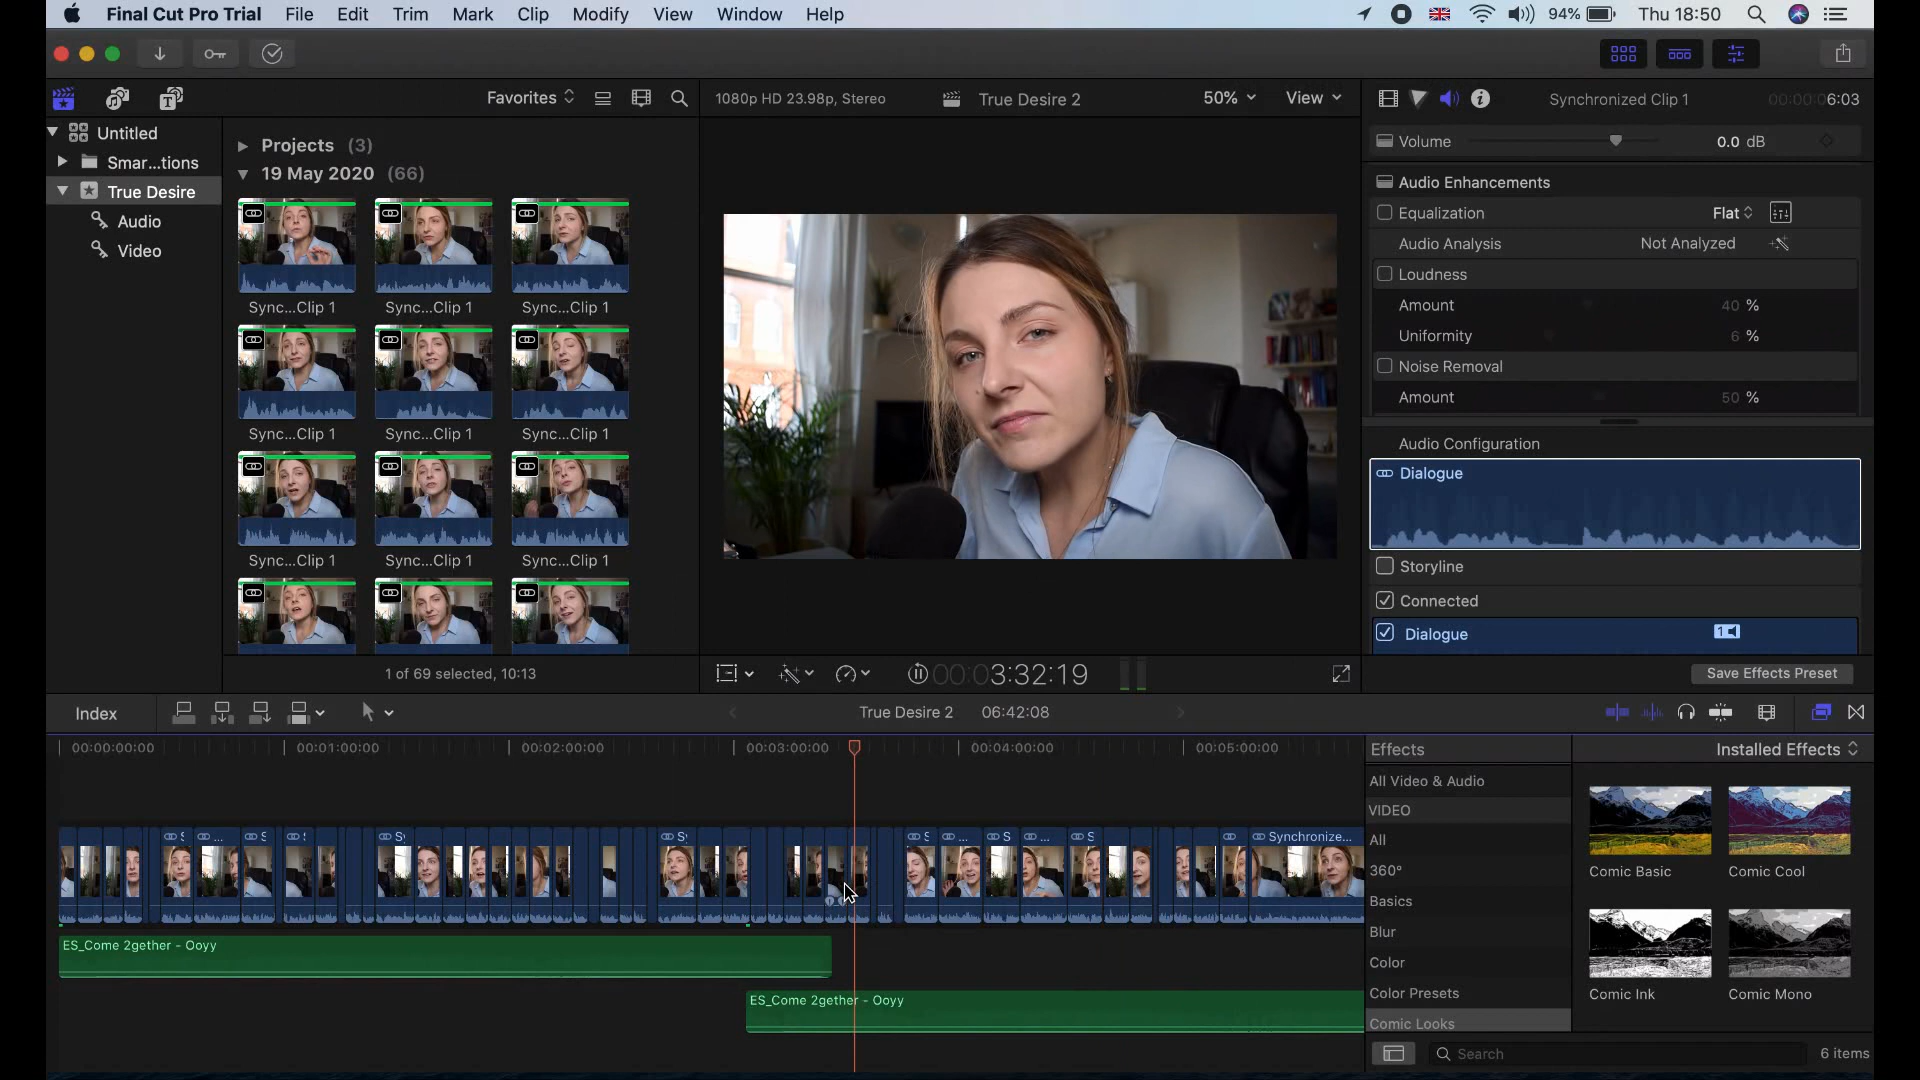 Final Cut Pro Trial File Edit Trim Mark Clip Modify View Window Help 94% Thu 18:50
Favorites 1080p HD 23.98p, Stereo True Desire 2 50% View Synchronized Clip 1 00:00:06:03
Untitled
Smar...tions
True Desire
Audio
Video
Projects (3)
19 May 2020 (66)
Sync...Clip 1 Sync...Clip 1 Sync...Clip 1
Sync...Clip 1 Sync...Clip 1 Sync...Clip 1
Sync...Clip 1 Sync...Clip 1 Sync...Clip 1
1 of 69 selected, 10:13
00:00:3:32:19
Volume 0.0 dB
Audio Enhancements
Equalization Flat
Audio Analysis Not Analyzed
Loudness
Amount 40 %
Uniformity 6 %
Noise Removal
Amount 50 %
Audio Configuration
Dialogue
Storyline
Connected
Dialogue 1
Save Effects Preset
Index True Desire 2 06:42:08
00:00:00:00 00:01:00:00 00:02:00:00 00:03:00:00 00:04:00:00 00:05:00:00
S ... S S Sy Sy S ... S ... S Synchronize...
ES_Come 2gether - Ooyy
ES_Come 2gether - Ooyy
Effects Installed Effects
All Video & Audio
VIDEO
All
360°
Basics
Blur
Color
Color Presets
Comic Looks
Comic Basic Comic Cool
Comic Ink Comic Mono
Search 6 items